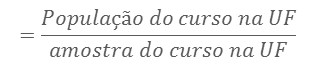 = População do curso na UF
amostra do curso na UF